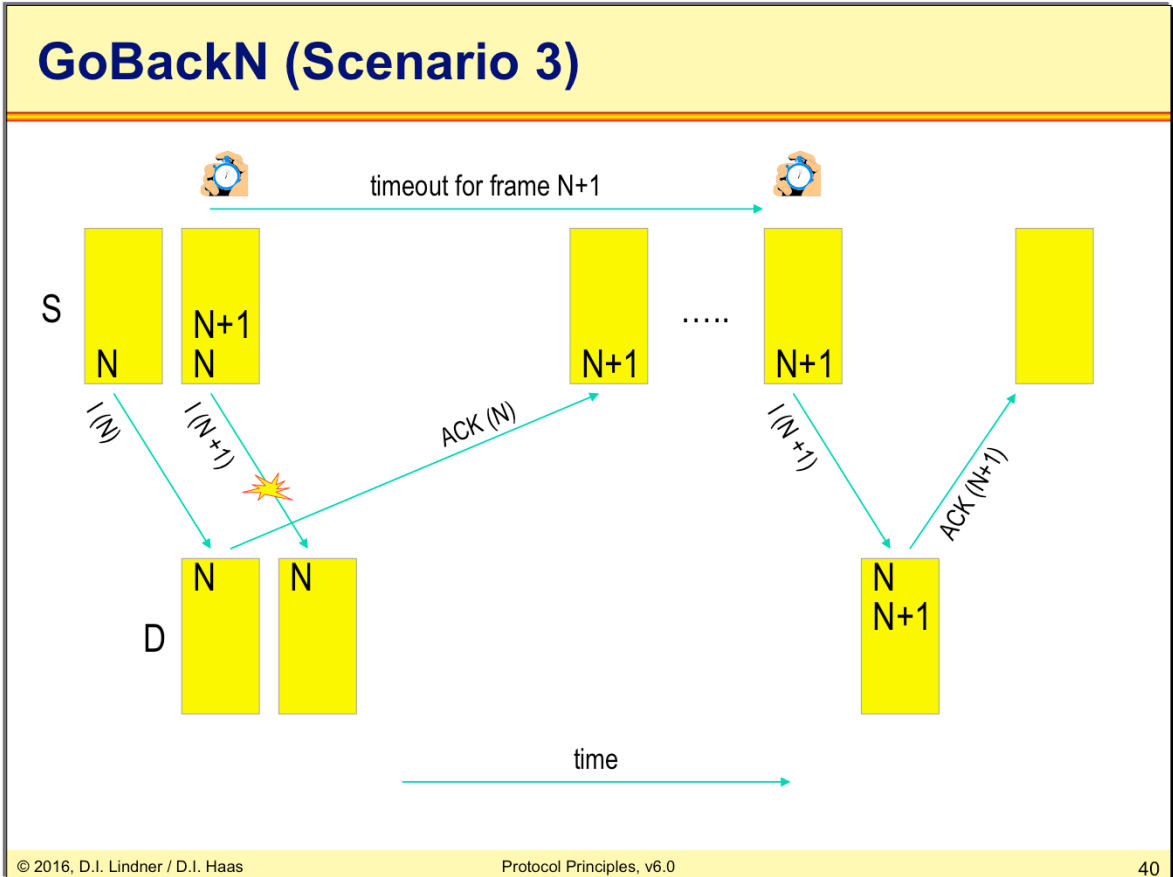 GoBackN (Scenario 3)
timeout for frame N+1
S
N
N+1
N
N+1
.....
N+1
I (N)
I (N +1)
ACK (N)
I (N +1)
ACK (N+1)
D
N
N
N
N+1
time
© 2016, D.I. Lindner / D.I. Haas
Protocol Principles, v6.0
40